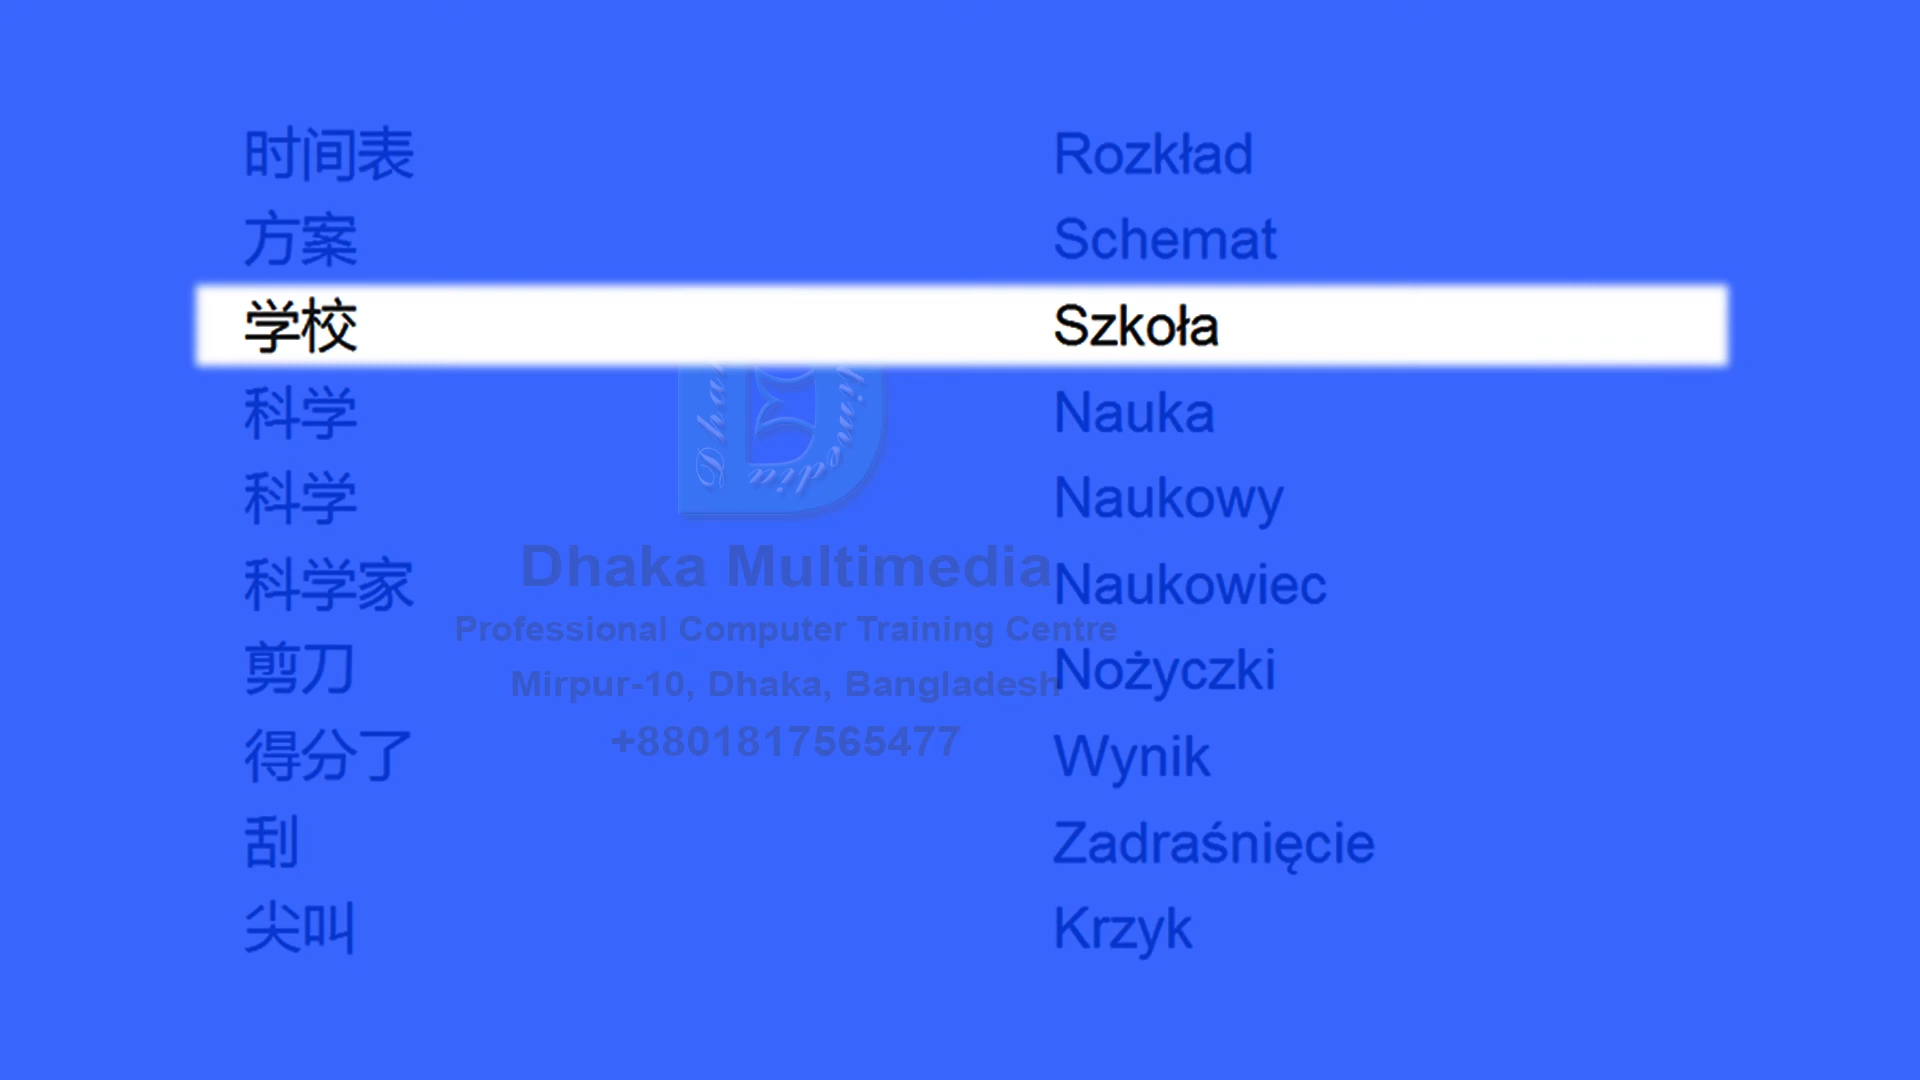 时间表 Rozkład
方案 Schemat
学校 Szkoła
科学 Nauka
科学 Naukowy
科学家 Naukowiec
剪刀 Nożyczki
得分了 Wynik
刮 Zadraśnięcie
尖叫 Krzyk
Dhaka Multimedia
Professional Computer Training Centre
Mirpur-10, Dhaka, Bangladesh
+8801817565477